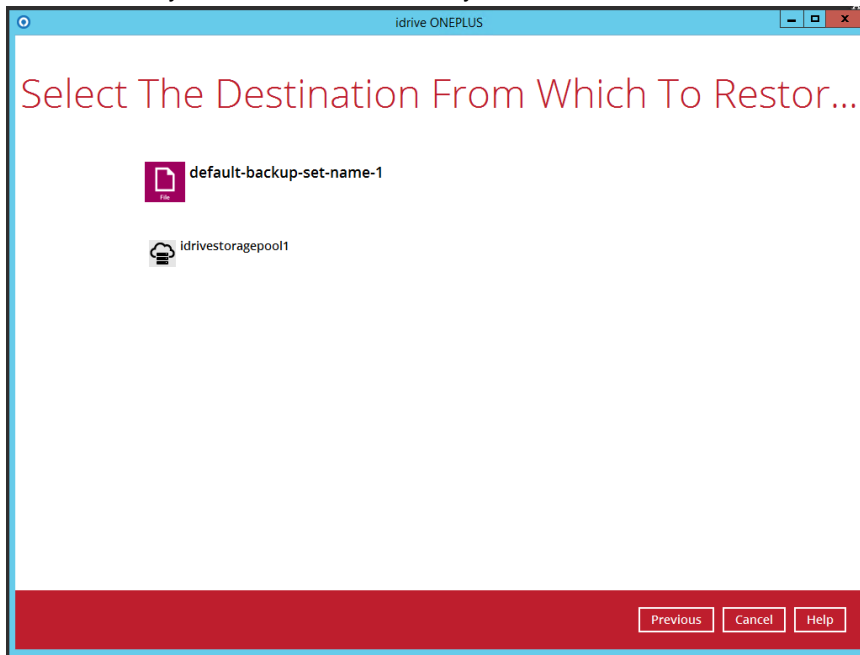 idrive ONEPLUS
Select The Destination From Which To Restor...
default-backup-set-name-1
File
idrivestoragepool1
Previous Cancel Help